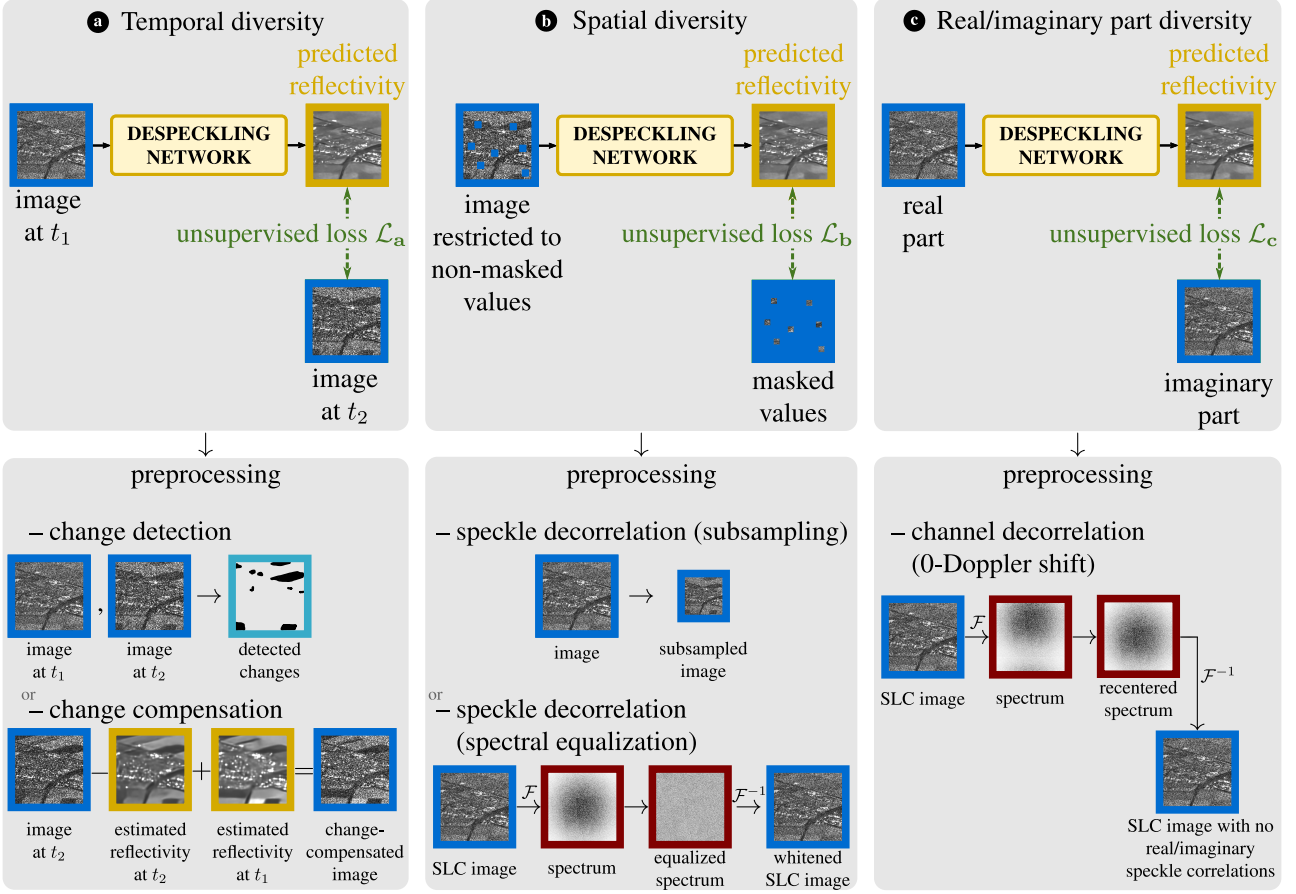 a Temporal diversity
predicted
reflectivity
DESPECKLING
NETWORK
image
at t1
unsupervised loss ℒa
image
at t2
b Spatial diversity
predicted
reflectivity
DESPECKLING
NETWORK
image
restricted to
non-masked
values
unsupervised loss ℒb
masked
values
c Real/imaginary part diversity
predicted
reflectivity
DESPECKLING
NETWORK
real
part
unsupervised loss ℒc
imaginary
part
preprocessing
– change detection
,
→
image
at t1
image
at t2
detected
changes
or
– change compensation
− + =
image
at t2
estimated
reflectivity
at t2
estimated
reflectivity
at t1
change-
compensated
image
preprocessing
– speckle decorrelation (subsampling)
→
image
subsampled
image
or
– speckle decorrelation
(spectral equalization)
ℱ
ℱ−1
SLC image
spectrum
equalized
spectrum
whitened
SLC image
preprocessing
– channel decorrelation
(0-Doppler shift)
ℱ
ℱ−1
SLC image
spectrum
recentered
spectrum
SLC image with no
real/imaginary
speckle correlations